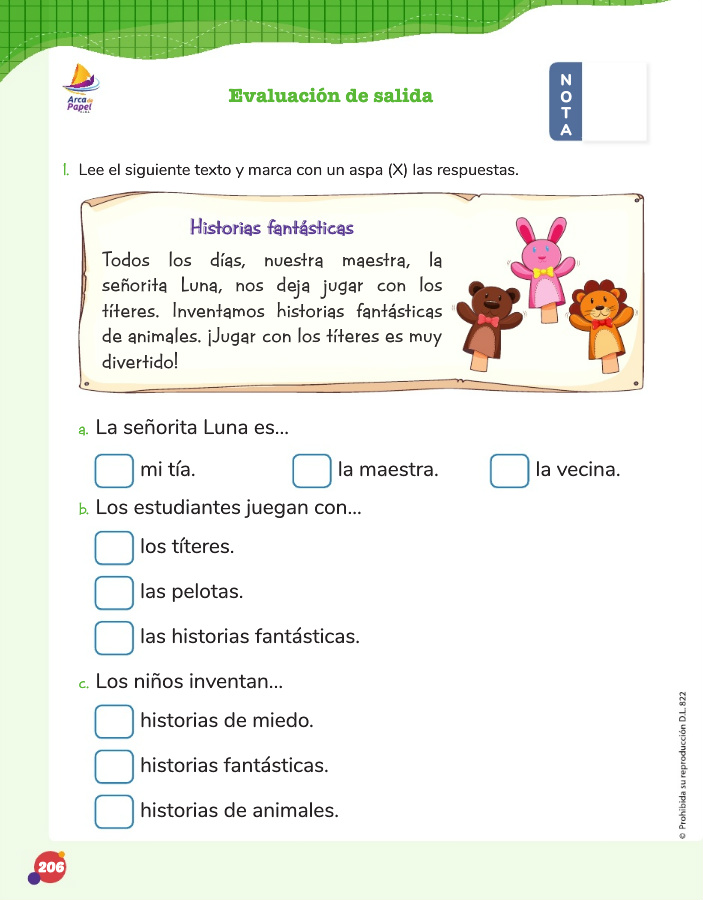 Arca de
Papel
Evaluación de salida
NOTA
1. Lee el siguiente texto y marca con un aspa (X) las respuestas.
Historias fantásticas
Todos los días, nuestra maestra, la
señorita Luna, nos deja jugar con los
títeres. Inventamos historias fantásticas
de animales. ¡Jugar con los títeres es muy
divertido!
a. La señorita Luna es...
mi tía. la maestra. la vecina.
b. Los estudiantes juegan con...
los títeres.
las pelotas.
las historias fantásticas.
c. Los niños inventan...
historias de miedo.
historias fantásticas.
historias de animales.
© Prohibida su reproducción D.L. 822
206